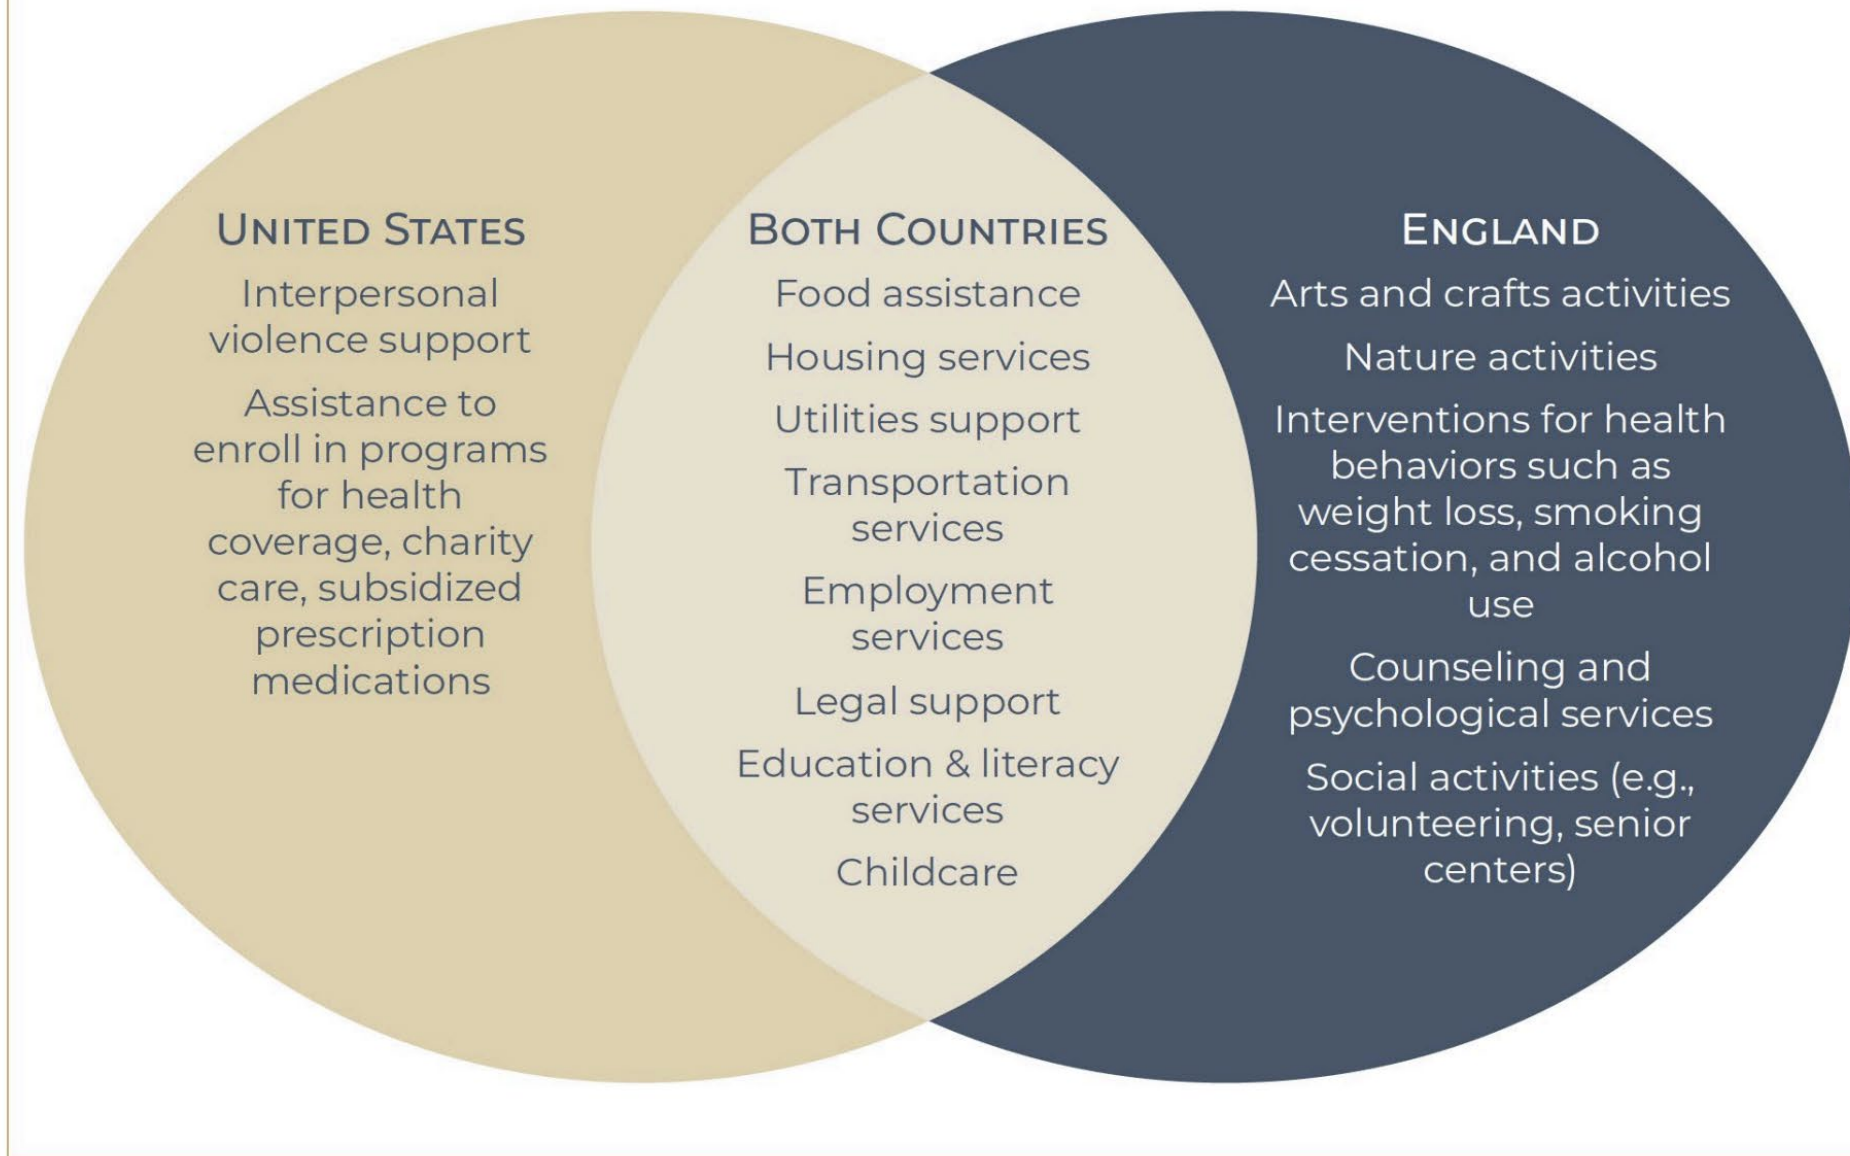 UNITED STATES
Interpersonal
violence support
Assistance to
enroll in programs
for health
coverage, charity
care, subsidized
prescription
medications
BOTH COUNTRIES
Food assistance
Housing services
Utilities support
Transportation
services
Employment
services
Legal support
Education & literacy
services
Childcare
ENGLAND
Arts and crafts activities
Nature activities
Interventions for health
behaviors such as
weight loss, smoking
cessation, and alcohol
use
Counseling and
psychological services
Social activities (e.g.,
volunteering, senior
centers)